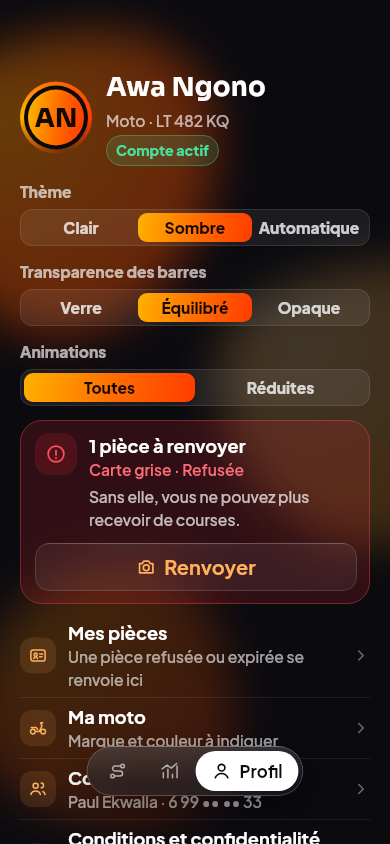 AN
Awa Ngono
Moto · LT 482 KQ
Compte actif
Thème
Clair
Sombre
Automatique
Transparence des barres
Verre
Équilibré
Opaque
Animations
Toutes
Réduites
1 pièce à renvoyer
Carte grise · Refusée
Sans elle, vous ne pouvez plus
recevoir de courses.
Renvoyer
Mes pièces
Une pièce refusée ou expirée se
renvoie ici
Ma moto
Marque et couleur à indiquer
Profil
Paul Ekwalla · 6 99 •• •• 33
Conditions et confidentialité